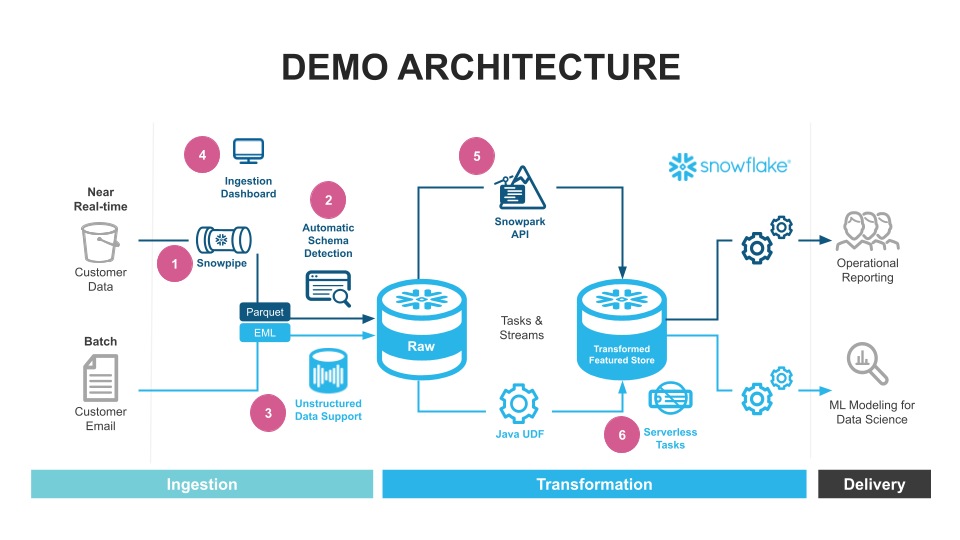 DEMO ARCHITECTURE
4
Ingestion
Dashboard
5
snowflake®
Near
Real-time
Customer
Data
1
Snowpipe
2
Automatic
Schema
Detection
Snowpark
API
Operational
Reporting
Parquet
EML
Raw
Tasks &
Streams
Transformed
Featured Store
Batch
Customer
Email
3
Unstructured
Data Support
Java UDF
6
Serverless
Tasks
ML Modeling for
Data Science
Ingestion
Transformation
Delivery